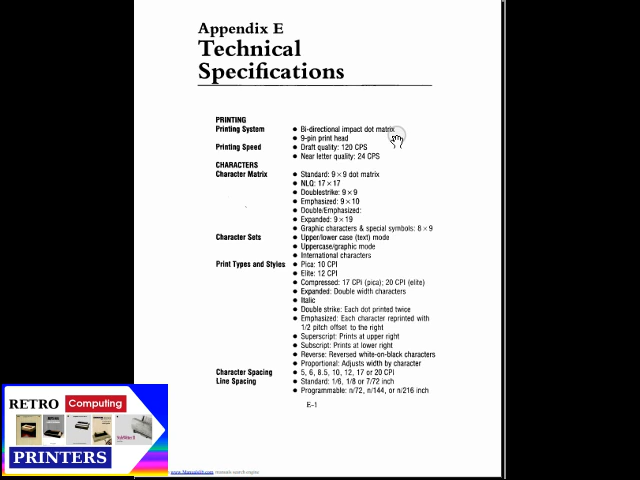 Appendix E
Technical
Specifications
PRINTING
Printing System • Bi-directional impact dot matrix
• 9-pin print head
Printing Speed • Draft quality: 120 CPS
• Near letter quality: 24 CPS
CHARACTERS
Character Matrix • Standard: 9 × 9 dot matrix
• NLQ: 17 × 17
• Doublestrike: 9 × 9
• Emphasized: 9 × 10
• Double/Emphasized:
• Expanded: 9 × 19
• Graphic characters & special symbols: 8 × 9
Character Sets • Upper/lower case (text) mode
• Uppercase/graphic mode
• International characters
Print Types and Styles • Pica: 10 CPI
• Elite: 12 CPI
• Compressed: 17 CPI (pica); 20 CPI (elite)
• Expanded: Double width characters
• Italic
• Double strike: Each dot printed twice
• Emphasized: Each character reprinted with
1/2 pitch offset to the right
• Superscript: Prints at upper right
• Subscript: Prints at lower right
• Reverse: Reversed white-on-black characters
• Proportional: Adjusts width by character
Character Spacing • 5, 6, 8.5, 10, 12, 17 or 20 CPI
Line Spacing • Standard: 1/6, 1/8 or 7/72 inch
• Programmable: n/72, n/144, or n/216 inch
E-1
RETRO Computing
PRINTERS
manuals search engine